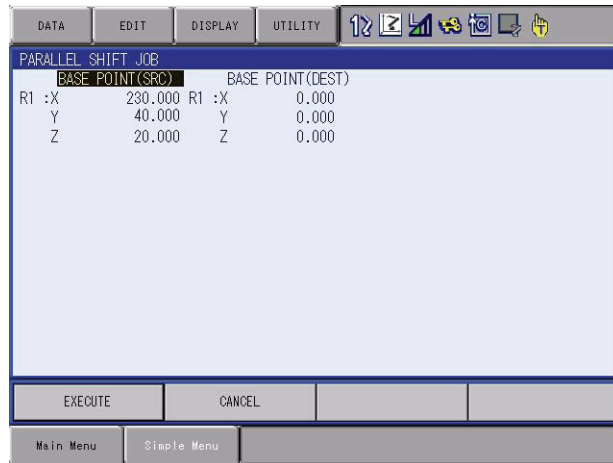 DATA EDIT DISPLAY UTILITY
PARALLEL SHIFT JOB
BASE POINT(SRC) BASE POINT(DEST)
R1 :X 230.000 R1 :X 0.000
Y 40.000 Y 0.000
Z 20.000 Z 0.000
EXECUTE CANCEL
Main Menu Simple Menu